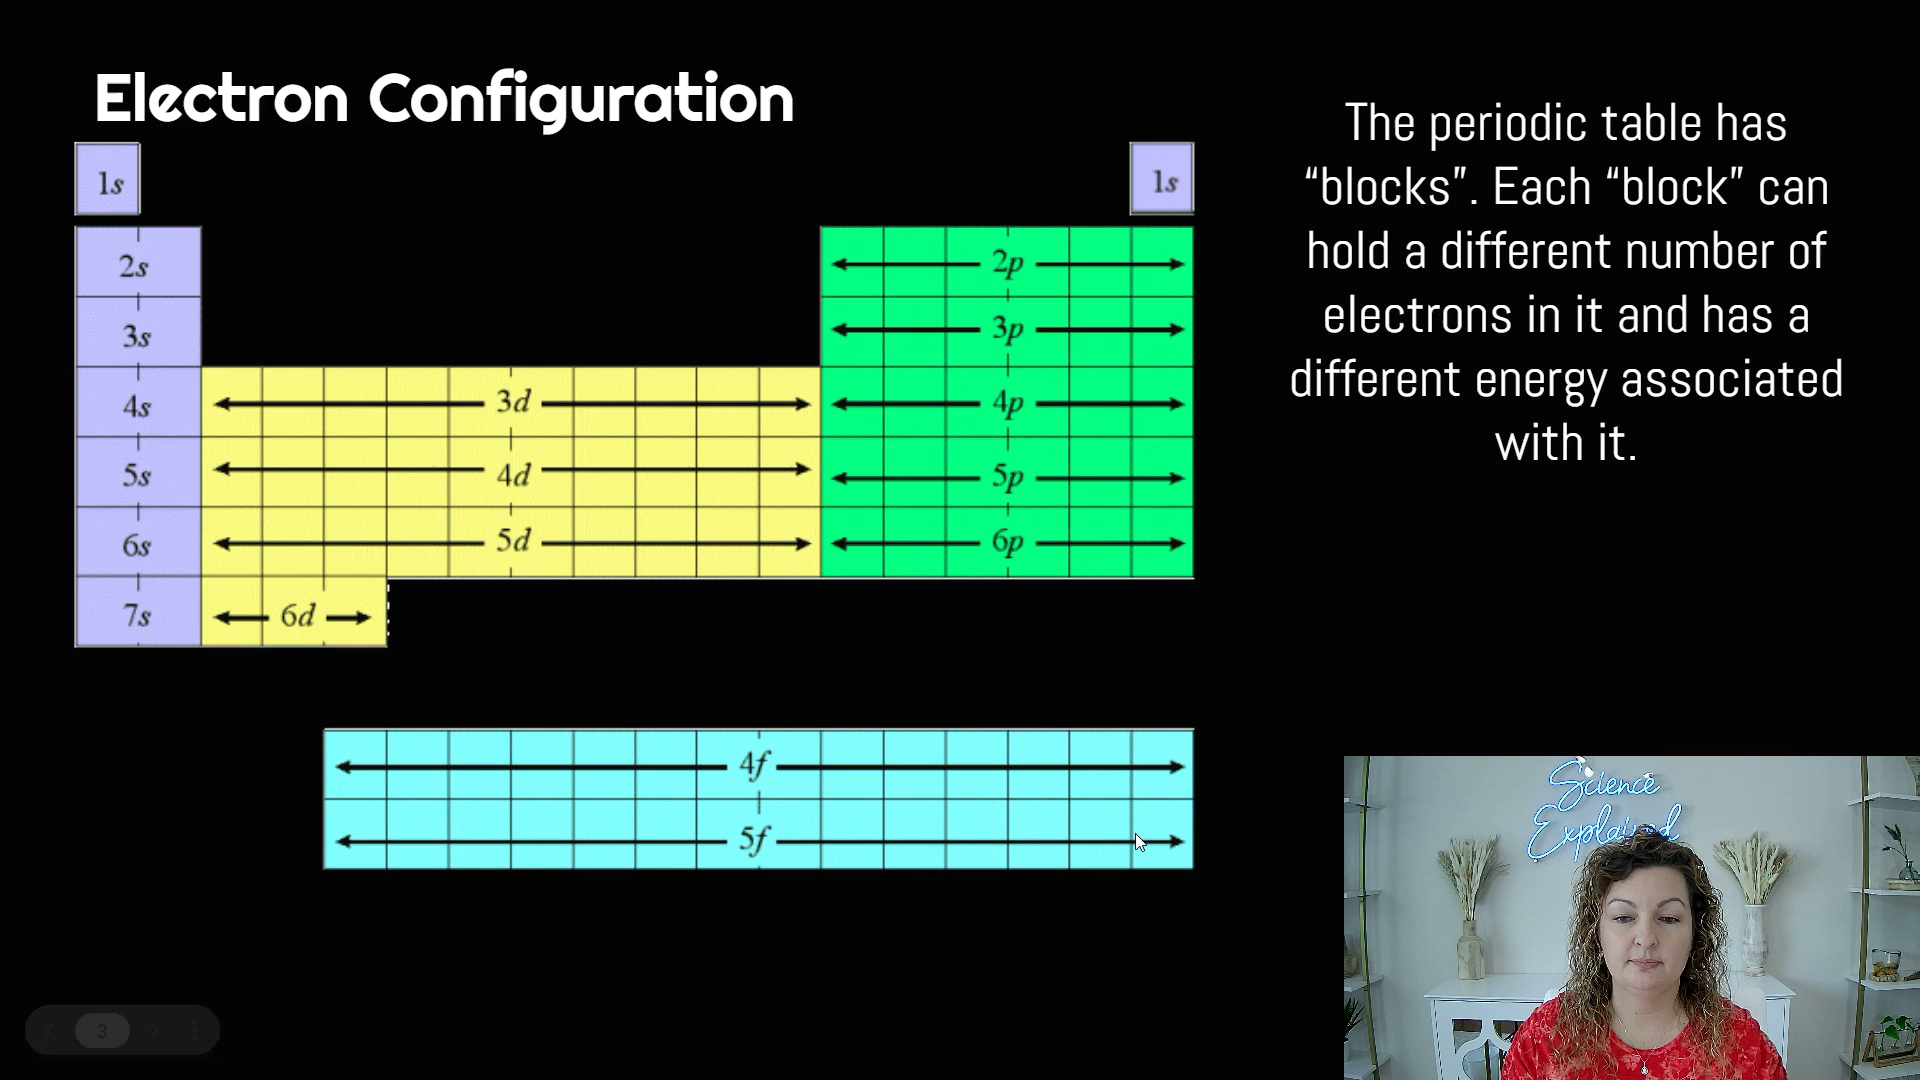 Electron Configuration
The periodic table has
“blocks”. Each “block” can
hold a different number of
electrons in it and has a
different energy associated
with it.
1s 1s
2s 2p
3s 3p
4s 3d 4p
5s 4d 5p
6s 5d 6p
7s 6d
4f
5f
Science
Explained
3